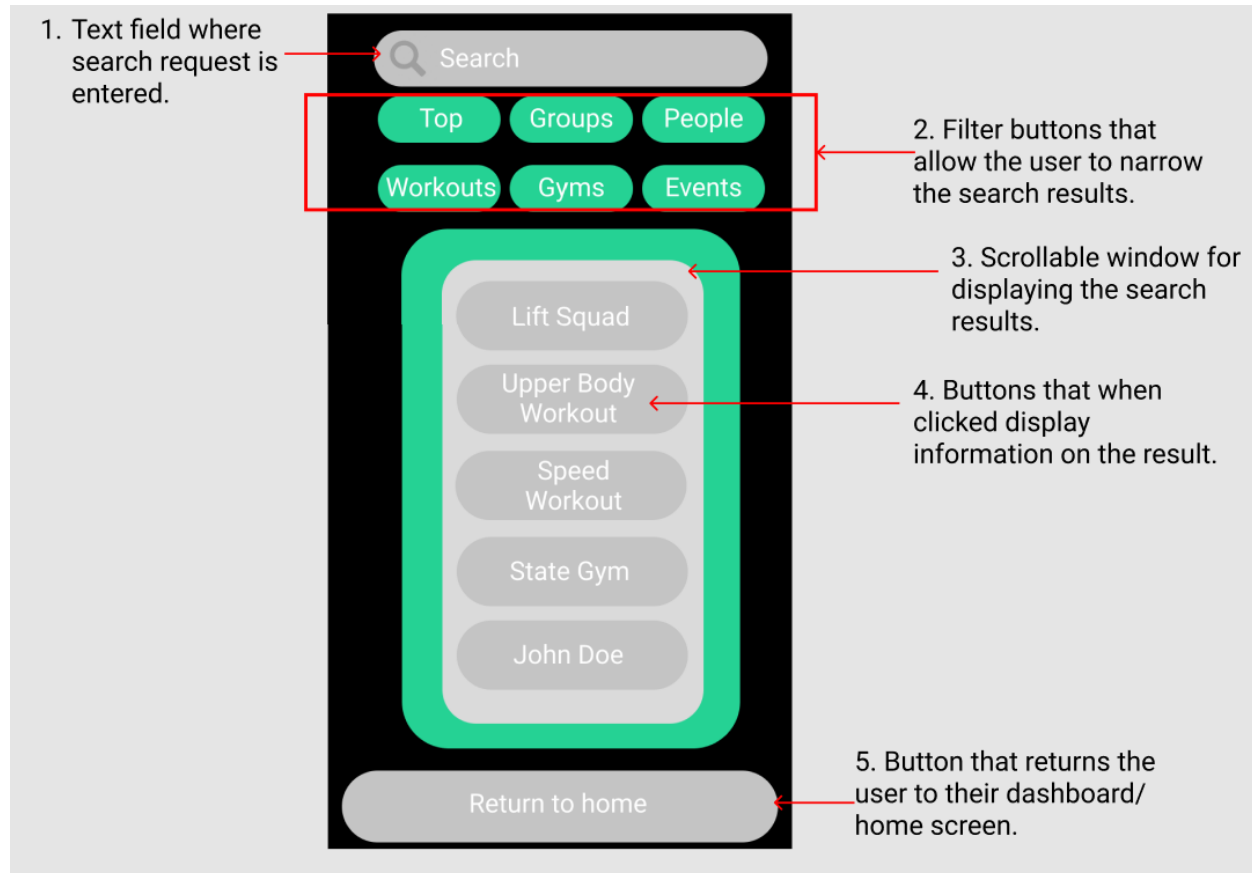 1. Text field where
search request is
entered.
Search
Top
Groups
People
Workouts
Gyms
Events
2. Filter buttons that
allow the user to narrow
the search results.
3. Scrollable window for
displaying the search
results.
Lift Squad
Upper Body
Workout
4. Buttons that when
clicked display
information on the result.
Speed
Workout
State Gym
John Doe
Return to home
5. Button that returns the
user to their dashboard/
home screen.